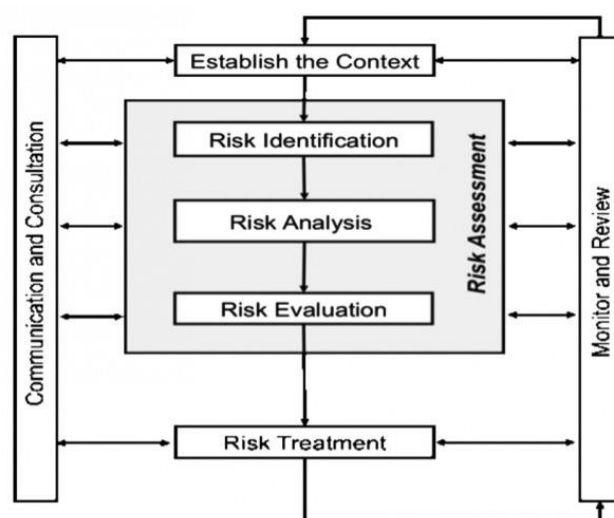 Establish the Context
Communication and Consultation
Risk Identification
Risk Analysis
Risk Evaluation
Risk Assessment
Monitor and Review
Risk Treatment